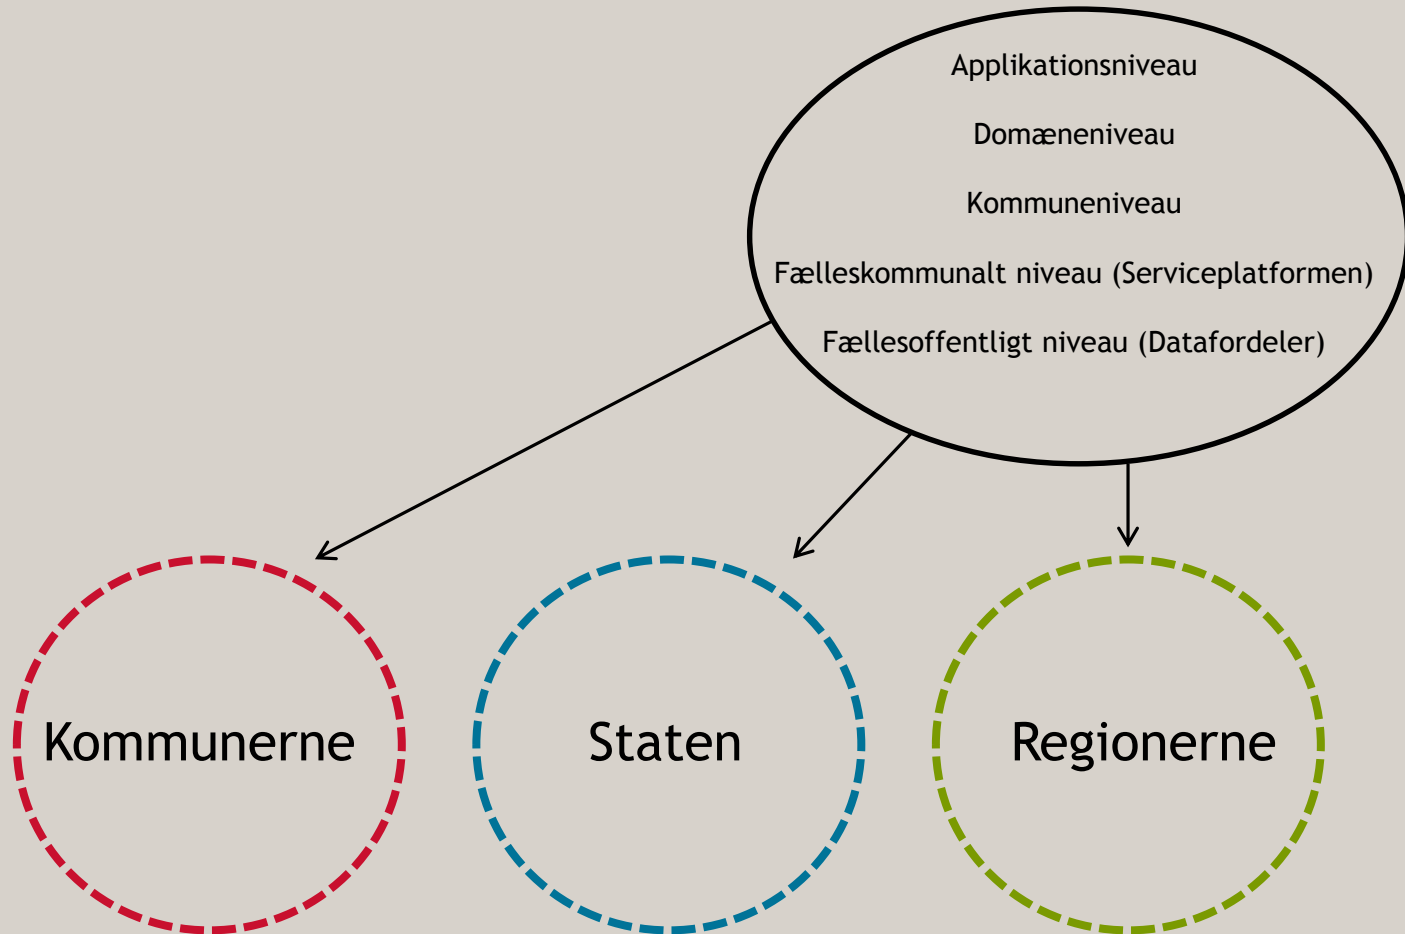 Applikationsniveau
Domæneniveau
Kommuneniveau
Fælleskommunalt niveau (Serviceplatformen)
Fællesoffentligt niveau (Datafordeler)
Kommunerne
Staten
Regionerne